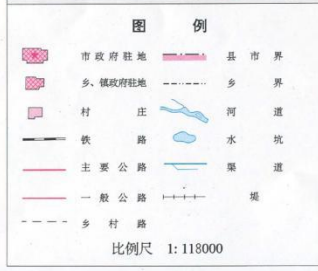 图 例
市政府驻地 县市界
乡、镇政府驻地 乡界
村庄 河道
铁路 水坑
主要公路 渠道
一般公路 堤
乡村路
比例尺 1:118000